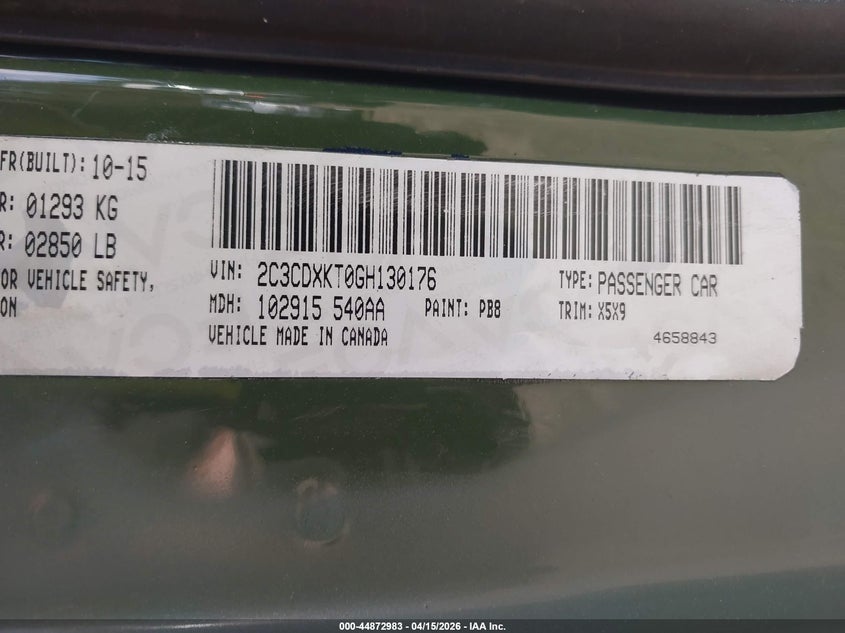 FR(BUILT): 10-15
R: 01293 KG
R: 02850 LB
OR VEHICLE SAFETY,
ON
VIN: 2C3CDXKT0GH130176
TYPE: PASSENGER CAR
MDH: 102915 540AA
PAINT: PB8
TRIM: X5X9
VEHICLE MADE IN CANADA
4658843
000-44872983 - 04/15/2026 - IAA Inc.